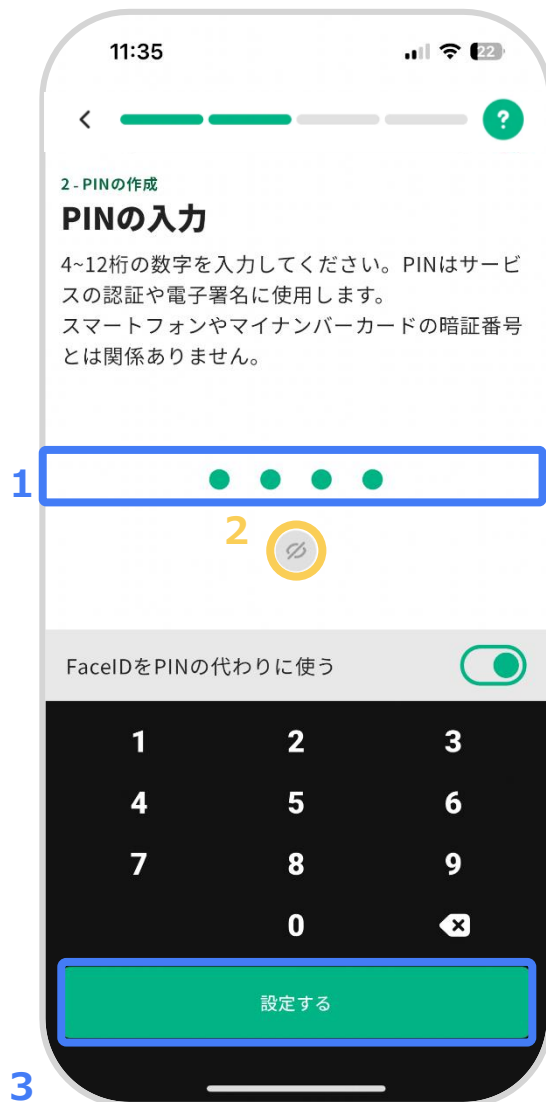 11:35
22
?
2 - PINの作成
PINの入力
4~12桁の数字を入力してください。PINはサービ
スの認証や電子署名に使用します。
スマートフォンやマイナンバーカードの暗証番号
とは関係ありません。
1
2
FaceIDをPINの代わりに使う
1 2 3
4 5 6
7 8 9
0
設定する
3